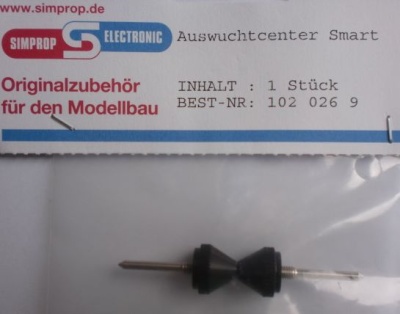 www.simprop.de
SIMPROP ELECTRONIC
Auswuchtcenter Smart
Originalzubehör
für den Modellbau
INHALT : 1 Stück
BEST-NR: 102 026 9